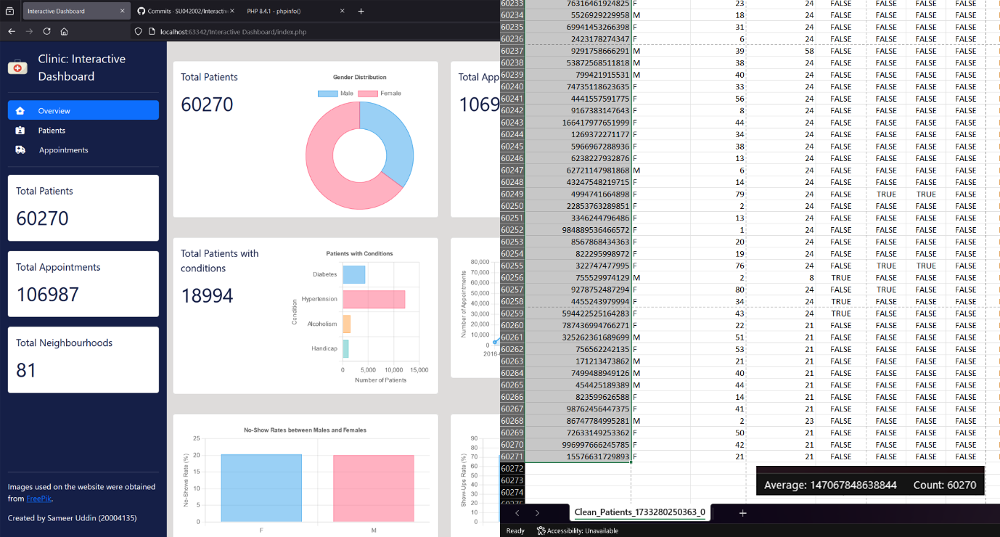 Interactive Dashboard
Commits · SU042002/Interactive
PHP 8.4.1 - phpinfo()
localhost:63342/Interactive Dashboard/index.php
Clinic: Interactive
Dashboard
Overview
Patients
Appointments
Total Patients
60270
Total Appointments
106987
Total Neighbourhoods
81
Images used on the website were obtained
from FreePik.
Created by Sameer Uddin (20004135)
Total Patients
60270
Gender Distribution
Male Female
Total App
1069
Total Patients with
conditions
18994
Patients with Conditions
Condition
Diabetes
Hypertension
Alcoholism
Handicap
0 5,000 10,000 15,000
Number of Patients
Number of Appointments
80,000
70,000
60,000
50,000
40,000
30,000
20,000
10,000
0
2016-
No-Show Rates between Males and Females
No-Shows Rate (%)
25
20
15
10
5
0
F M
Show-Ups Rate (%)
90
80
70
60
50
40
30
20
10
0
60233 76316461924825 F 23 24 FALSE FALSE FALSE FALSE
60234 5526929229558 M 18 24 FALSE FALSE FALSE FALSE
60235 69941453266398 F 31 24 FALSE FALSE FALSE FALSE
60236 2423178274347 F 6 24 FALSE FALSE FALSE FALSE
60237 9291758666291 M 39 58 FALSE FALSE FALSE FALSE
60238 53872568511818 M 38 24 FALSE FALSE FALSE FALSE
60239 799421915531 M 40 24 FALSE FALSE FALSE FALSE
60240 74735118623635 F 33 24 FALSE FALSE FALSE FALSE
60241 4441557591775 F 56 24 FALSE FALSE FALSE FALSE
60242 9167383147643 F 8 24 FALSE FALSE FALSE FALSE
60243 166417977651999 F 44 24 FALSE FALSE FALSE FALSE
60244 1269372271177 F 34 24 FALSE FALSE FALSE FALSE
60245 5966967288936 F 38 24 FALSE FALSE FALSE FALSE
60246 6238227932876 F 13 24 FALSE FALSE FALSE FALSE
60247 62721147981868 M 6 24 FALSE FALSE FALSE FALSE
60248 43247548219715 F 14 24 FALSE FALSE FALSE FALSE
60249 4994741664898 F 79 24 FALSE TRUE TRUE FALSE
60250 22853763289851 F 2 24 FALSE FALSE FALSE FALSE
60251 3346244796486 F 13 24 FALSE FALSE FALSE FALSE
60252 984889536466572 F 1 24 FALSE FALSE FALSE FALSE
60253 8567868434363 F 20 24 FALSE FALSE FALSE FALSE
60254 822295998972 F 19 24 FALSE FALSE FALSE FALSE
60255 322747477995 F 76 24 FALSE TRUE TRUE FALSE
60256 755529974129 M 2 8 TRUE FALSE FALSE FALSE
60257 9278752487294 F 80 24 FALSE TRUE FALSE FALSE
60258 4455243979994 F 34 24 TRUE FALSE FALSE FALSE
60259 594422525164283 F 43 24 TRUE FALSE FALSE FALSE
60260 787436994766271 F 22 21 FALSE FALSE FALSE FALSE
60261 325262361689699 M 51 21 FALSE FALSE FALSE FALSE
60262 756562242135 F 53 21 FALSE FALSE FALSE FALSE
60263 171213473862 M 21 21 FALSE FALSE FALSE FALSE
60264 7499488949126 M 40 21 FALSE FALSE FALSE FALSE
60265 454425189389 M 44 21 FALSE FALSE FALSE FALSE
60266 823599626588 F 14 21 FALSE FALSE FALSE FALSE
60267 98762456447375 F 41 21 FALSE FALSE FALSE FALSE
60268 86747784995281 M 2 23 FALSE FALSE FALSE FALSE
60269 72633149253362 F 50 21 FALSE FALSE FALSE FALSE
60270 996997666245785 F 42 21 FALSE FALSE FALSE FALSE
60271 15576631729893 F 21 21 FALSE FALSE FALSE FALSE
60272
60273
60274
Average: 147067848638844 Count: 60270
Clean_Patients_1733280250363_0
Ready Accessibility: Unavailable